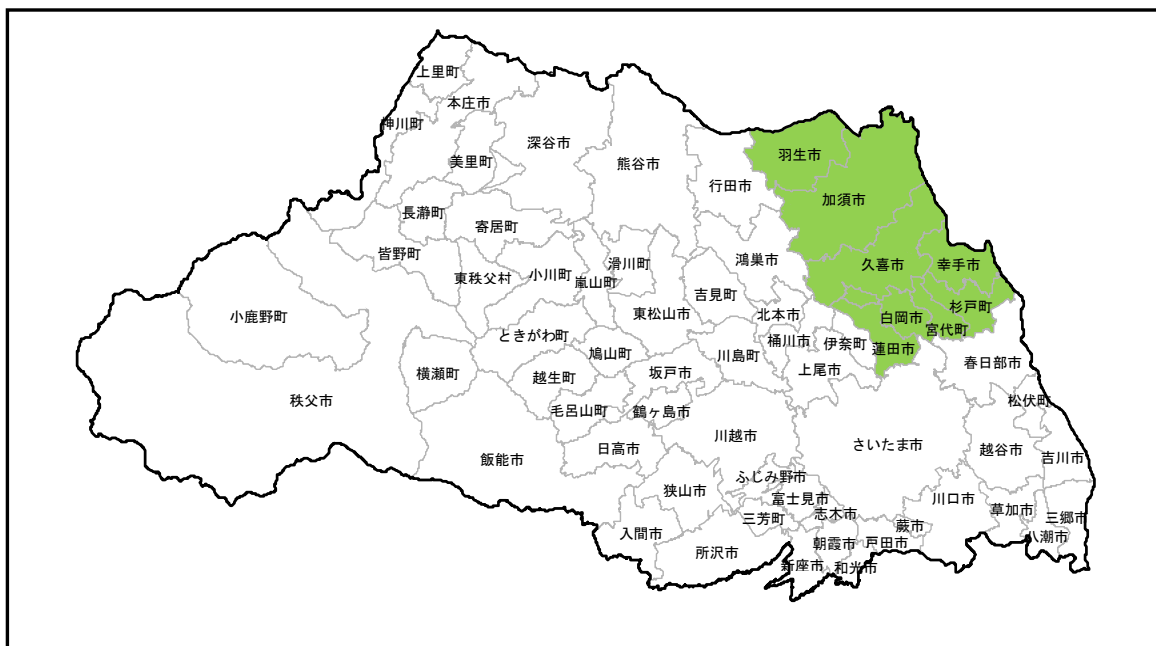 上里町
本庄市
神川町
美里町
深谷市
熊谷市
羽生市
行田市
加須市
長瀞町
寄居町
皆野町
東秩父村
小川町
嵐山町
滑川町
吉見町
鴻巣市
久喜市
幸手市
小鹿野町
東松山市
北本市
白岡市
杉戸町
宮代町
ときがわ町
鳩山町
川島町
桶川市
伊奈町
蓮田市
横瀬町
越生町
坂戸市
上尾市
春日部市
秩父市
毛呂山町
鶴ヶ島市
松伏町
飯能市
日高市
川越市
さいたま市
越谷市
吉川市
ふじみ野市
狭山市
富士見市
川口市
三芳町
志木市
草加市
三郷市
入間市
所沢市
朝霞市
戸田市
蕨市
八潮市
新座市
和光市